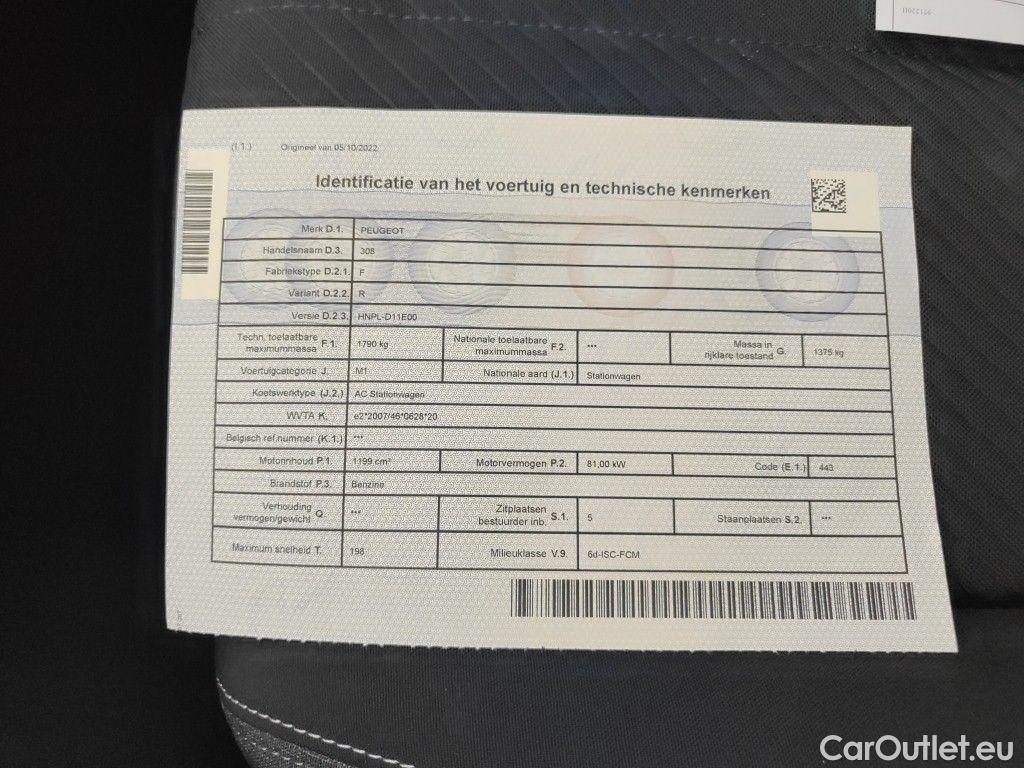 (I.1.) Origineel van 05/10/2022
Identificatie van het voertuig en technische kenmerken
Merk D.1. PEUGEOT
Handelsnaam D.3. 308
Fabriekstype D.2.1. F
Variant D.2.2. R
Versie D.2.3. HNPL-D11E00
Techn. toelaatbare maximummassa F.1. 1790 kg Nationale toelaatbare maximummassa F.2. *** Massa in rijklare toestand G. 1375 kg
Voertuigcategorie J. M1 Nationale aard (J.1.) Stationwagen
Koetswerktype (J.2.) AC Stationwagen
WVTA K. e2*2007/46*0628*20
Belgisch ref.nummer (K.1.) ***
Motorinhoud P.1. 1199 cm³ Motorvermogen P.2. 81,00 kW Code (E.1.) 443
Brandstof P.3. Benzine
Verhouding vermogen/gewicht Q. *** Zitplaatsen bestuurder inb. S.1. 5 Staanplaatsen S.2. ***
Maximum snelheid T. 198 Milieuklasse V.9. 6d-ISC-FCM
CarOutlet.eu